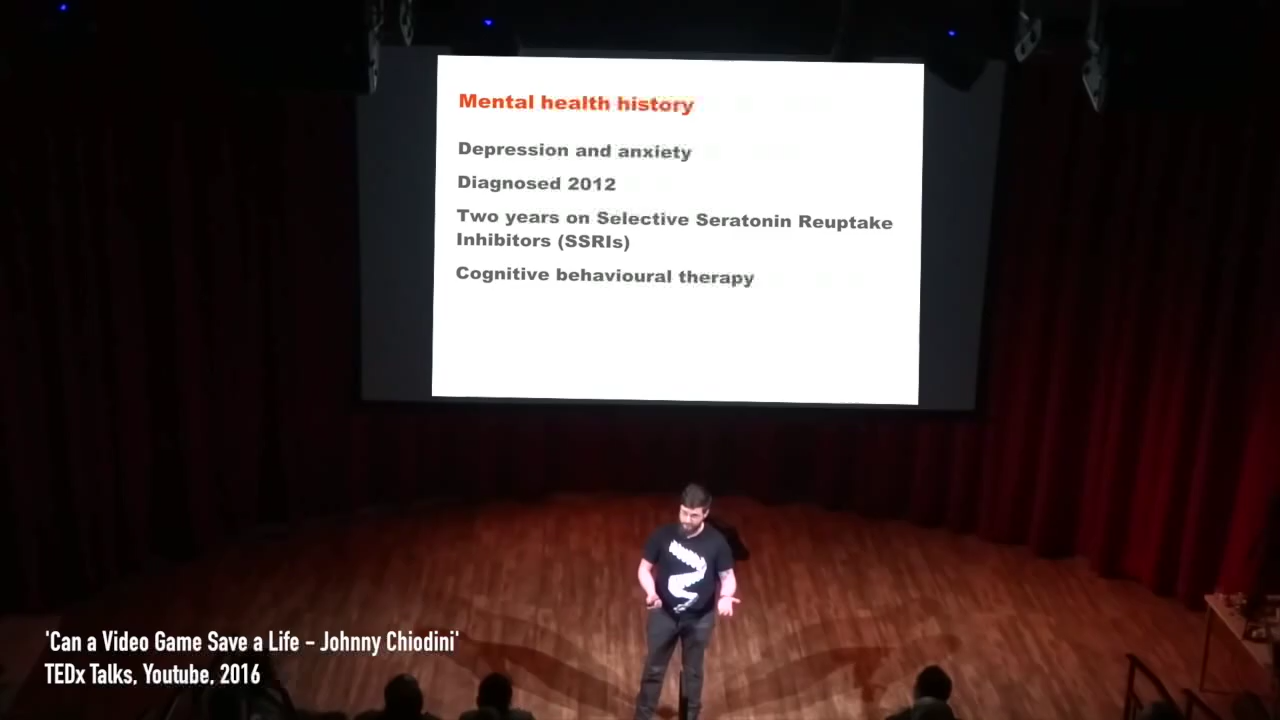 Mental health history
Depression and anxiety
Diagnosed 2012
Two years on Selective Seratonin Reuptake
Inhibitors (SSRIs)
Cognitive behavioural therapy
'Can a Video Game Save a Life – Johnny Chiodini'
TEDx Talks, Youtube, 2016